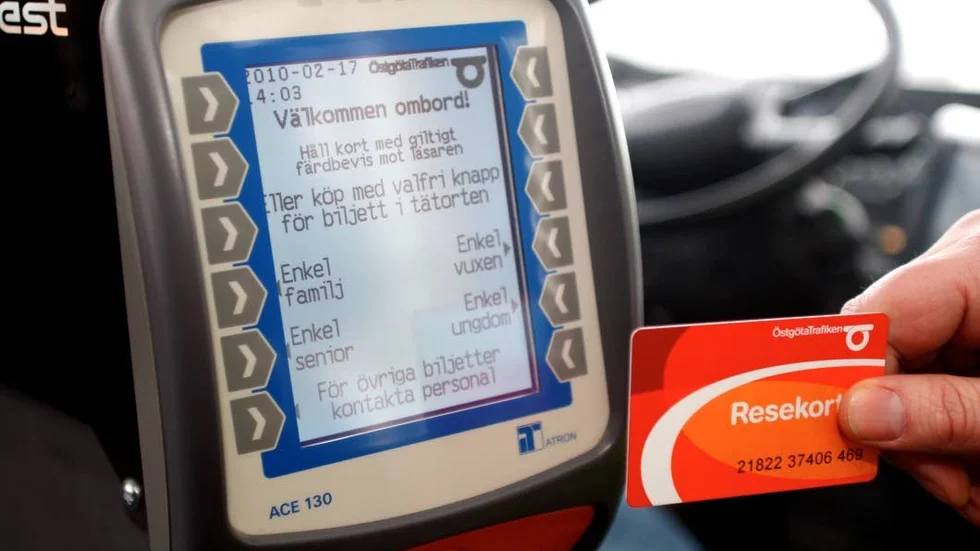 est
2010-02-17 ÖstgötaTrafiken
4:03
Välkommen ombord!
Håll kort med giltigt
färdbevis mot läsaren
Eller köp med valfri knapp
för biljett i tätorten
Enkel
familj
Enkel
vuxen
Enkel
senior
Enkel
ungdom
För övriga biljetter
kontakta personal
ATRON
ACE 130
ÖstgötaTrafiken
Resekort
21822 37406 469